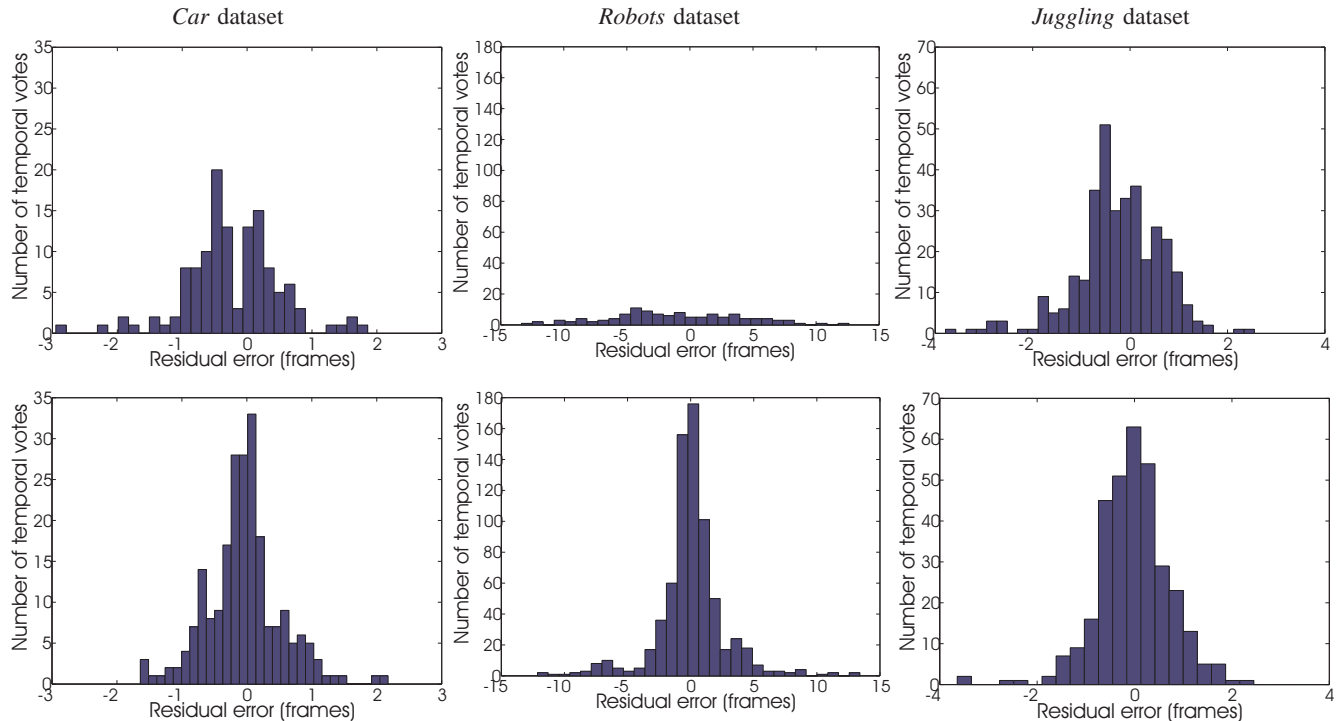 Car dataset
Robots dataset
Juggling dataset
Number of temporal votes
35
30
25
20
15
10
5
0
-3 -2 -1 0 1 2 3
Residual error (frames)
Number of temporal votes
180
160
140
120
100
80
60
40
20
0
-15 -10 -5 0 5 10 15
Residual error (frames)
Number of temporal votes
70
60
50
40
30
20
10
0
-4 -2 0 2 4
Residual error (frames)
Number of temporal votes
35
30
25
20
15
10
5
0
-3 -2 -1 0 1 2 3
Residual error (frames)
Number of temporal votes
180
160
140
120
100
80
60
40
20
0
-15 -10 -5 0 5 10 15
Residual error (frames)
Number of temporal votes
70
60
50
40
30
20
10
0
-4 -2 0 2 4
Residual error (frames)